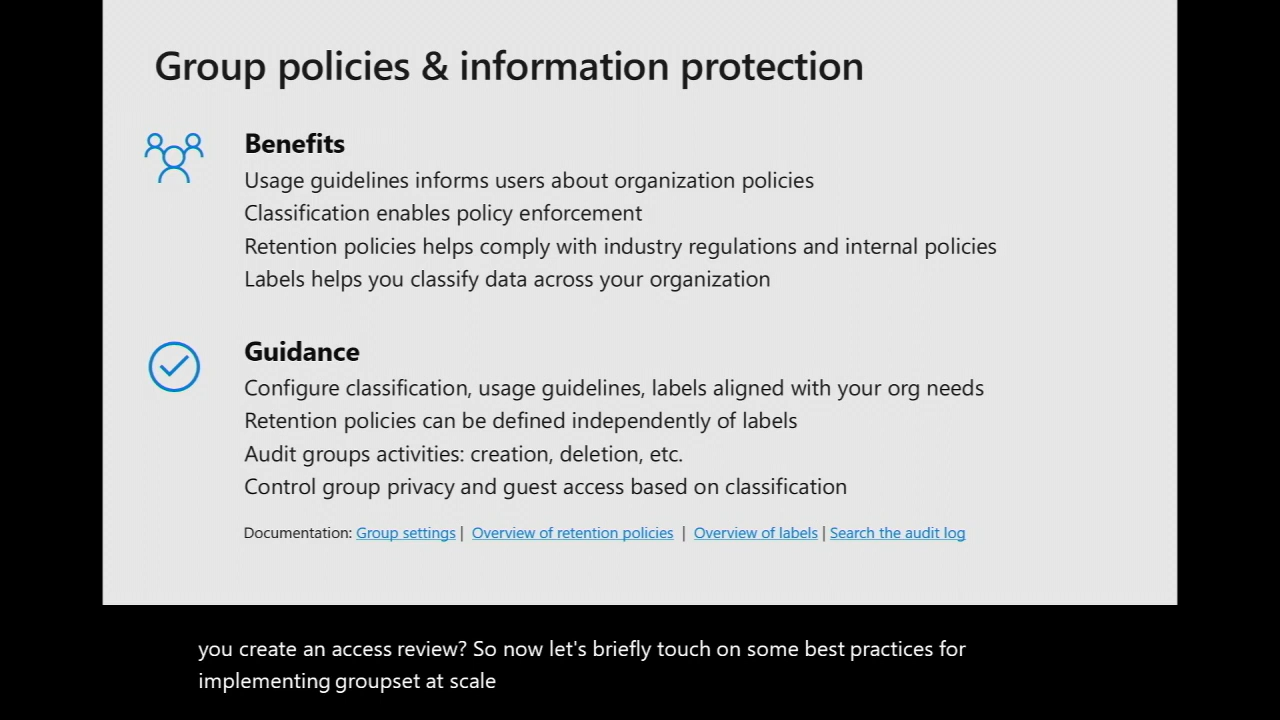 Group policies & information protection
Benefits
Usage guidelines informs users about organization policies
Classification enables policy enforcement
Retention policies helps comply with industry regulations and internal policies
Labels helps you classify data across your organization
Guidance
Configure classification, usage guidelines, labels aligned with your org needs
Retention policies can be defined independently of labels
Audit groups activities: creation, deletion, etc.
Control group privacy and guest access based on classification
Documentation: Group settings | Overview of retention policies | Overview of labels | Search the audit log
you create an access review? So now let's briefly touch on some best practices for
implementing groupset at scale